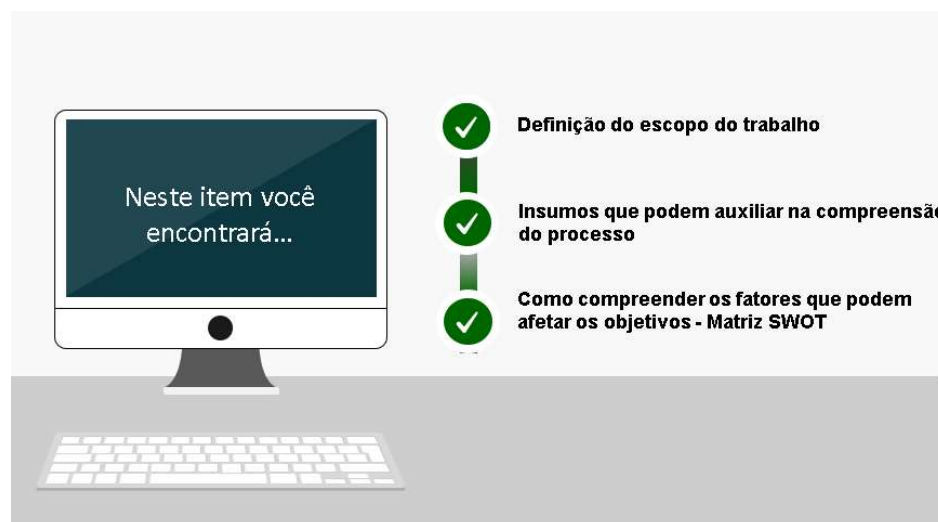 Neste item você
encontrará...
Definição do escopo do trabalho
Insumos que podem auxiliar na compreensão
do processo
Como compreender os fatores que podem
afetar os objetivos - Matriz SWOT